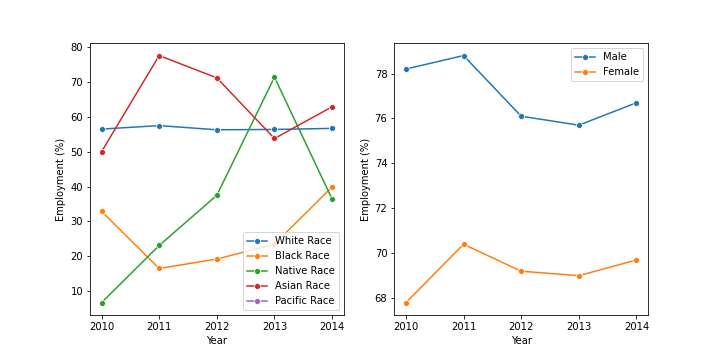 80
70
60
50
40
30
20
10
Employment (%)
2010 2011 2012 2013 2014
Year
White Race
Black Race
Native Race
Asian Race
Pacific Race
78
76
74
72
70
68
Employment (%)
2010 2011 2012 2013 2014
Year
Male
Female